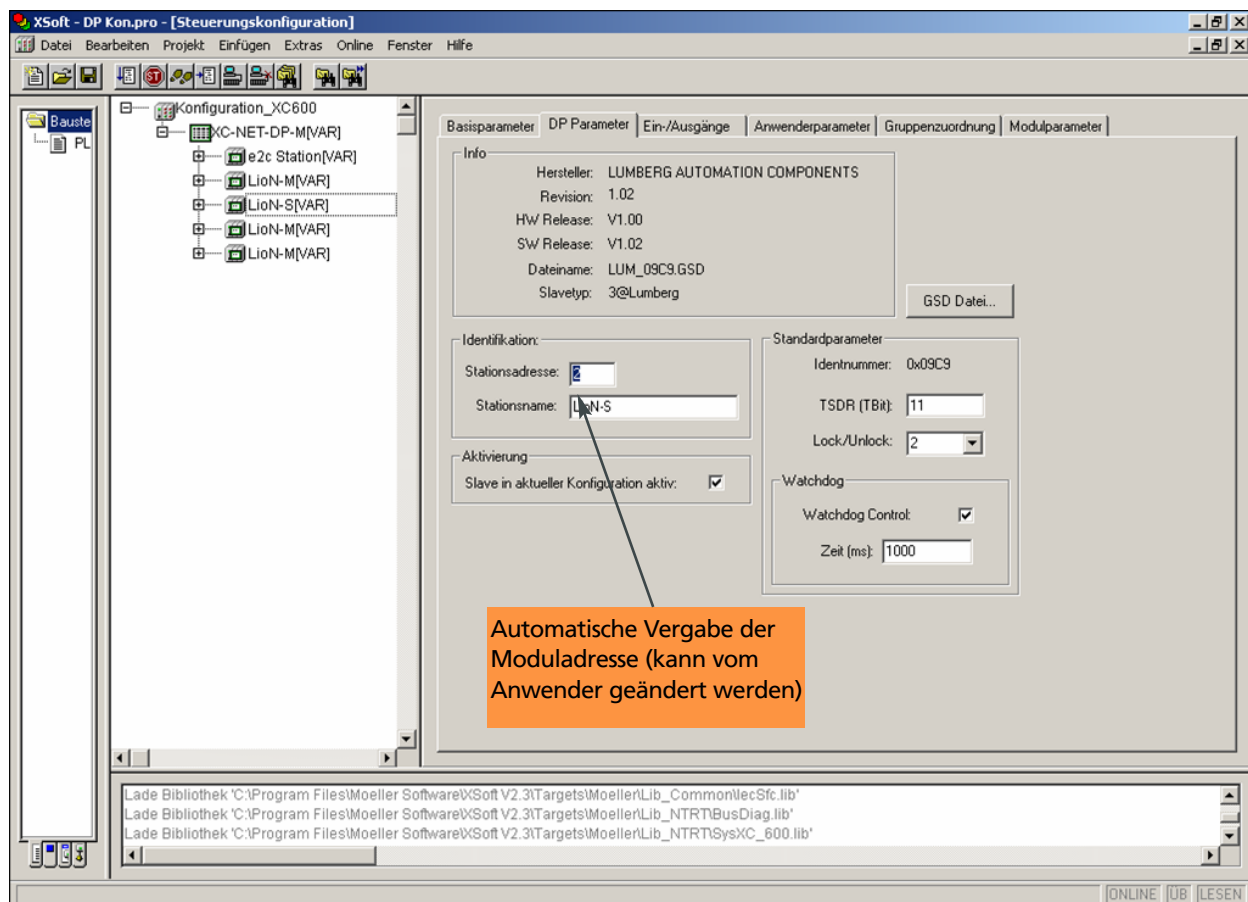 XSoft - DP Kon.pro - [Steuerungskonfiguration]
Datei Bearbeiten Projekt Einfügen Extras Online Fenster Hilfe
Bauste
PL
Konfiguration_XC600
XC-NET-DP-M[VAR]
e2c Station[VAR]
LioN-M[VAR]
LioN-S[VAR]
LioN-M[VAR]
LioN-M[VAR]
Basisparameter DP Parameter Ein-/Ausgänge Anwenderparameter Gruppenzuordnung Modulparameter
Info
Hersteller: LUMBERG AUTOMATION COMPONENTS
Revision: 1.02
HW Release: V1.00
SW Release: V1.02
Dateiname: LUM_09C9.GSD
Slavetyp: 3@Lumberg
GSD Datei...
Identifikation:
Stationsadresse: 2
Stationsname: LioN-S
Aktivierung
Slave in aktueller Konfiguration aktiv:
Standardparameter
Identnummer: 0x09C9
TSDR (TBit): 11
Lock/Unlock: 2
Watchdog
Watchdog Control:
Zeit (ms): 1000
Automatische Vergabe der
Moduladresse (kann vom
Anwender geändert werden)
Lade Bibliothek 'C:\Program Files\Moeller Software\XSoft V2.3\Targets\Moeller\Lib_Common\IecSfc.lib'
Lade Bibliothek 'C:\Program Files\Moeller Software\XSoft V2.3\Targets\Moeller\Lib_NTRT\BusDiag.lib'
Lade Bibliothek 'C:\Program Files\Moeller Software\XSoft V2.3\Targets\Moeller\Lib_NTRT\SysXC_600.lib'
ONLINE ÜB LESEN